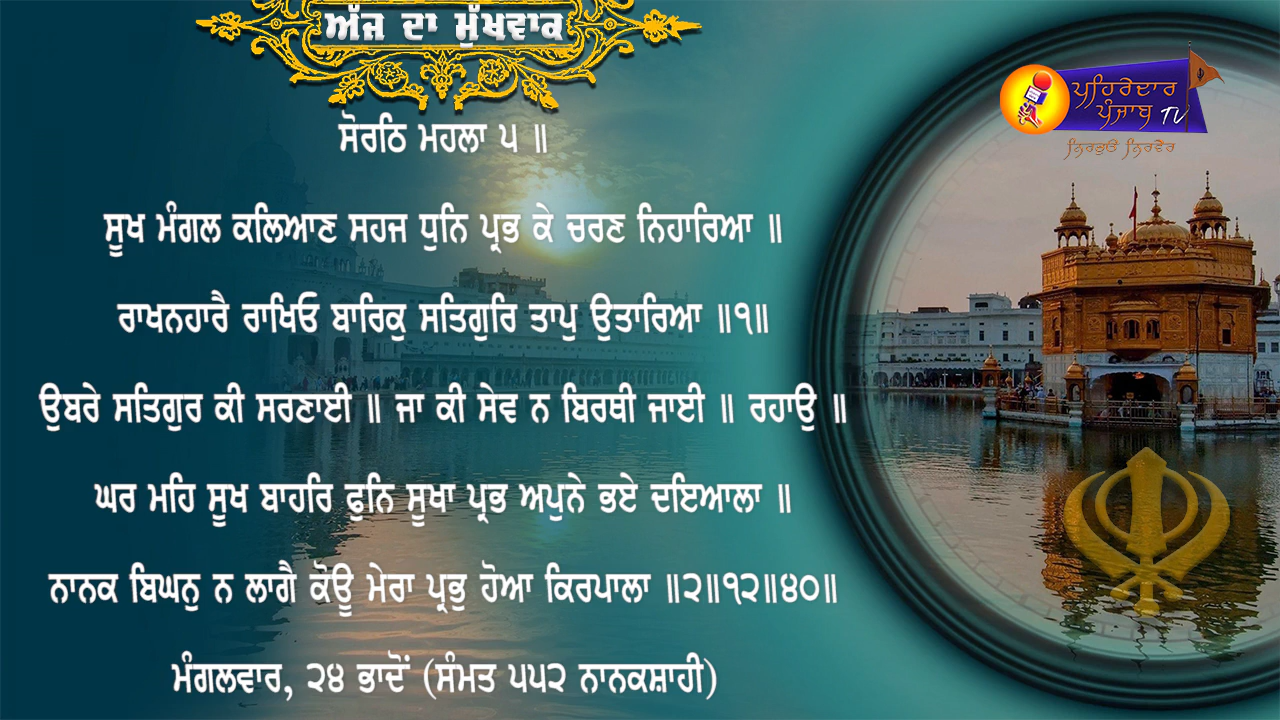 ਅੱਜ ਦਾ ਮੁੱਖਵਾਕ
ਪਹਿਰੇਦਾਰ
ਪੰਜਾਬ TV
ਨਿਰਭਉ ਨਿਰਵੈਰ
ਸੋਰਠਿ ਮਹਲਾ ੫ ॥
ਸੂਖ ਮੰਗਲ ਕਲਿਆਣ ਸਹਜ ਧੁਨਿ ਪ੍ਰਭ ਕੇ ਚਰਣ ਨਿਹਾਰਿਆ ॥
ਰਾਖਨਹਾਰੈ ਰਾਖਿਓ ਬਾਰਿਕੁ ਸਤਿਗੁਰਿ ਤਾਪੁ ਉਤਾਰਿਆ ॥੧॥
ਉਬਰੇ ਸਤਿਗੁਰ ਕੀ ਸਰਣਾਈ ॥ ਜਾ ਕੀ ਸੇਵ ਨ ਬਿਰਥੀ ਜਾਈ ॥ ਰਹਾਉ ॥
ਘਰ ਮਹਿ ਸੂਖ ਬਾਹਰਿ ਫੁਨਿ ਸੂਖਾ ਪ੍ਰਭ ਅਪੁਨੇ ਭਏ ਦਇਆਲਾ ॥
ਨਾਨਕ ਬਿਘਨੁ ਨ ਲਾਗੈ ਕੋਊ ਮੇਰਾ ਪ੍ਰਭੁ ਹੋਆ ਕਿਰਪਾਲਾ ॥੨॥੧੨॥੪੦॥
ਮੰਗਲਵਾਰ, ੨੪ ਭਾਦੋਂ (ਸੰਮਤ ੫੫੨ ਨਾਨਕਸ਼ਾਹੀ)